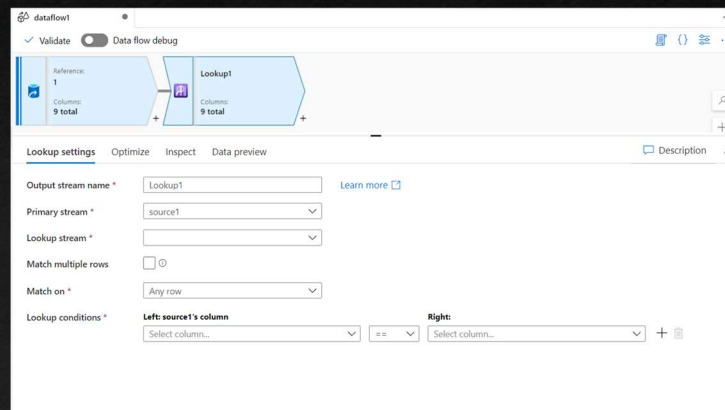 dataflow1
Validate Data flow debug
Reference:
1
Columns:
9 total
Lookup1
Columns:
9 total
Lookup settings Optimize Inspect Data preview Description
Output stream name * Lookup1 Learn more
Primary stream * source1
Lookup stream *
Match multiple rows
Match on * Any row
Lookup conditions * Left: source1's column Right:
Select column... == Select column...